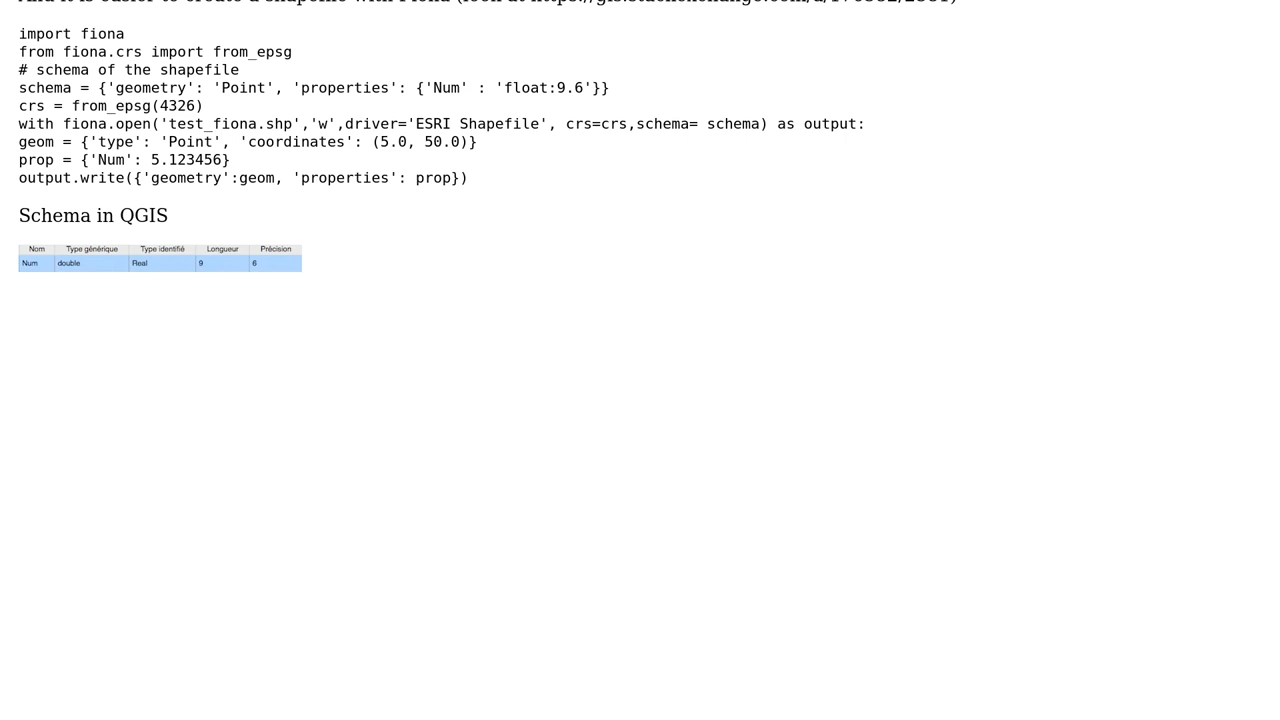 import fiona
from fiona.crs import from_epsg
# schema of the shapefile
schema = {'geometry': 'Point', 'properties': {'Num' : 'float:9.6'}}
crs = from_epsg(4326)
with fiona.open('test_fiona.shp','w',driver='ESRI Shapefile', crs=crs,schema= schema) as output:
geom = {'type': 'Point', 'coordinates': (5.0, 50.0)}
prop = {'Num': 5.123456}
output.write({'geometry':geom, 'properties': prop})
Schema in QGIS
Nom Type générique Type identifié Longueur Précision
Num double Real 9 6